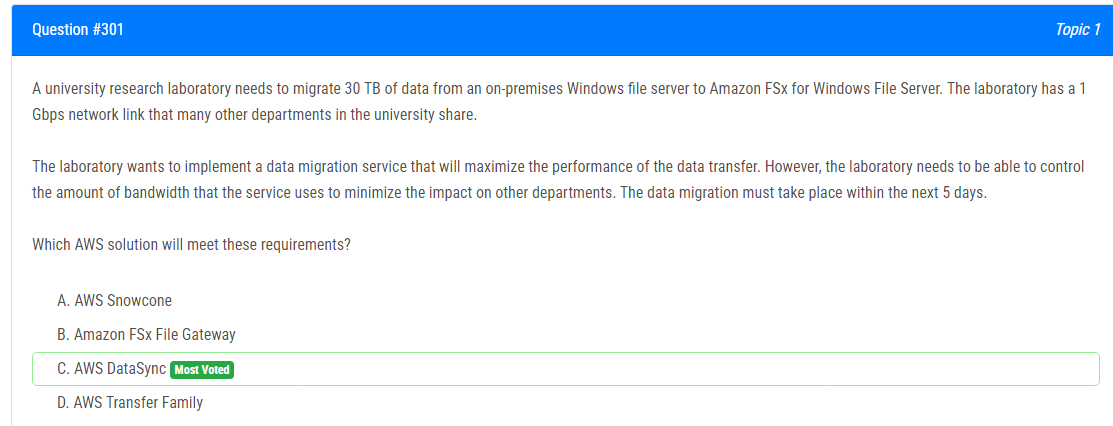 Question #301
Topic 1
A university research laboratory needs to migrate 30 TB of data from an on-premises Windows file server to Amazon FSx for Windows File Server. The laboratory has a 1
Gbps network link that many other departments in the university share.
The laboratory wants to implement a data migration service that will maximize the performance of the data transfer. However, the laboratory needs to be able to control
the amount of bandwidth that the service uses to minimize the impact on other departments. The data migration must take place within the next 5 days.
Which AWS solution will meet these requirements?
A. AWS Snowcone
B. Amazon FSx File Gateway
C. AWS DataSync Most Voted
D. AWS Transfer Family